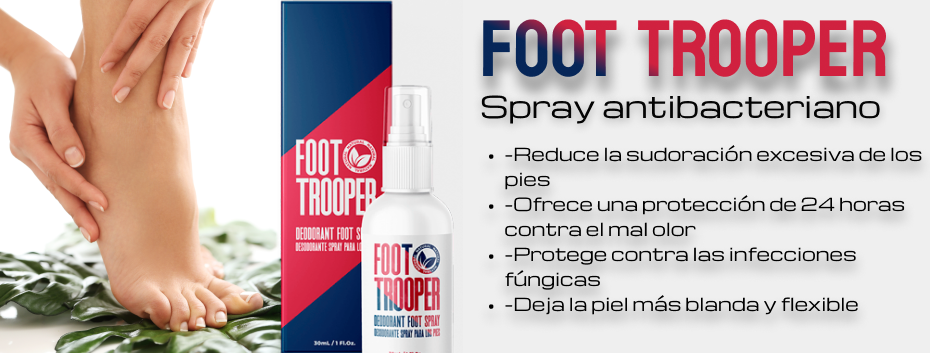 FOOT TROOPER
Spray antibacteriano
-Reduce la sudoración excesiva de los
pies
-Ofrece una protección de 24 horas
contra el mal olor
-Protege contra las infecciones
fúngicas
-Deja la piel más blanda y flexible
FOOT
TROOPER
DEODORANT FOOT
DESODORANTE SPRAY PARA
30mL / 1 Fl.Oz.
FOOT
TROOPER
DEODORANT FOOT SPRAY
DESODORANTE SPRAY PARA LOS PIES